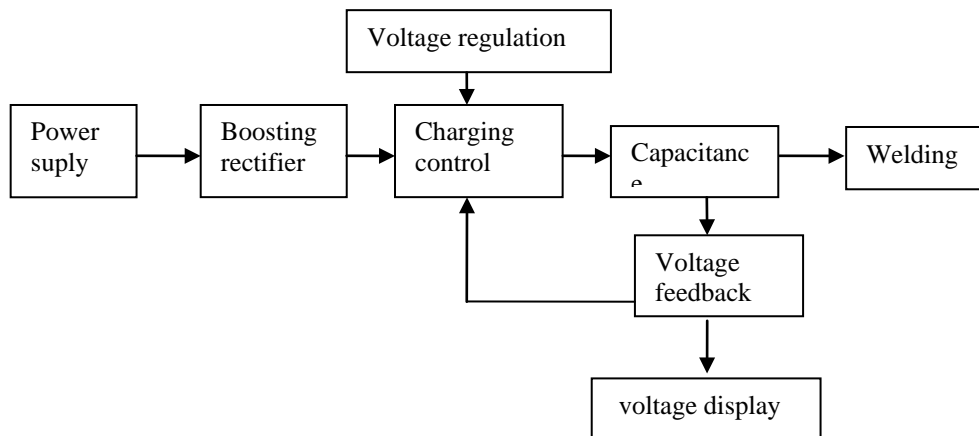 Voltage regulation
Power
suply
Boosting
rectifier
Charging
control
Capacitanc
e
Welding
Voltage
feedback
voltage display